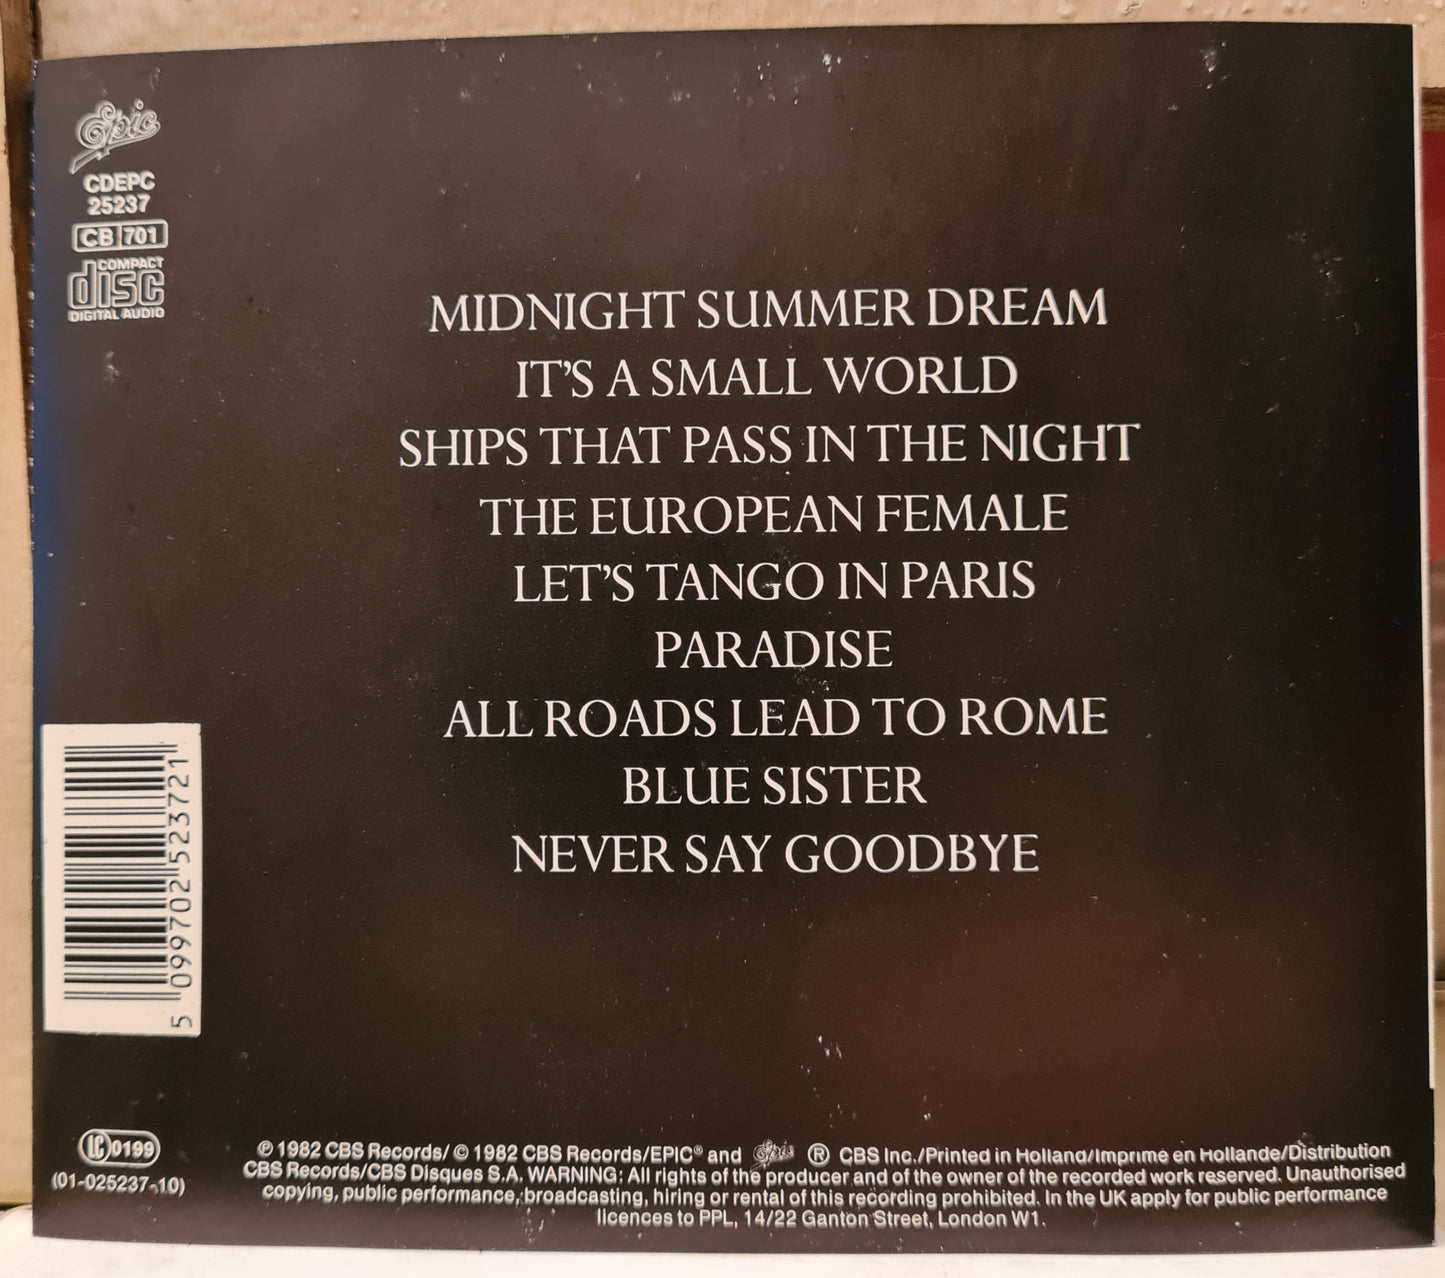 Epic
CDEPC
25237
CB 701
COMPACT
disc
DIGITAL AUDIO
MIDNIGHT SUMMER DREAM
IT'S A SMALL WORLD
SHIPS THAT PASS IN THE NIGHT
THE EUROPEAN FEMALE
LET'S TANGO IN PARIS
PARADISE
ALL ROADS LEAD TO ROME
BLUE SISTER
NEVER SAY GOODBYE
5 099702 523721
LC 0199
(01-025237-10)
℗ 1982 CBS Records/ © 1982 CBS Records/EPIC® and Epic ® CBS Inc./Printed in Holland/Imprime en Hollande/Distribution
CBS Records/CBS Disques S.A. WARNING: All rights of the producer and of the owner of the recorded work reserved. Unauthorised
copying, public performance, broadcasting, hiring or rental of this recording prohibited. In the UK apply for public performance
licences to PPL, 14/22 Ganton Street, London W1.